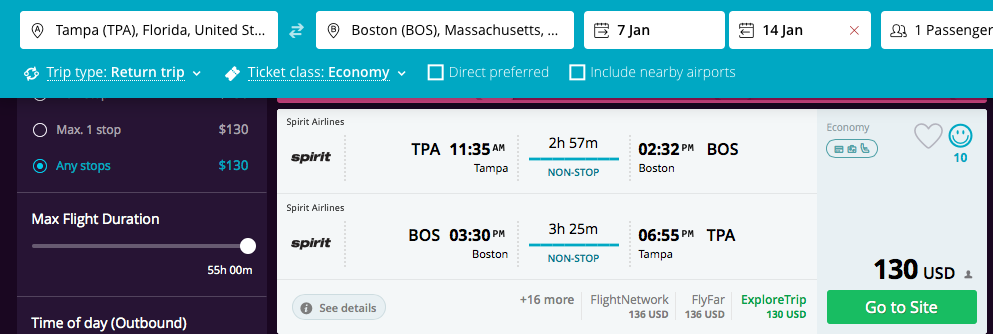 Tampa (TPA), Florida, United St...
Boston (BOS), Massachusetts, ...
7 Jan
14 Jan
1 Passenger
Trip type: Return trip
Ticket class: Economy
Direct preferred
Include nearby airports
Max. 1 stop $130
Any stops $130
Max Flight Duration
55h 00m
Time of day (Outbound)
Spirit Airlines
spirit
TPA 11:35 AM
Tampa
2h 57m
NON-STOP
02:32 PM BOS
Boston
Spirit Airlines
spirit
BOS 03:30 PM
Boston
3h 25m
NON-STOP
06:55 PM TPA
Tampa
See details
+16 more
FlightNetwork
136 USD
FlyFar
136 USD
ExploreTrip
130 USD
Economy
10
130 USD
Go to Site